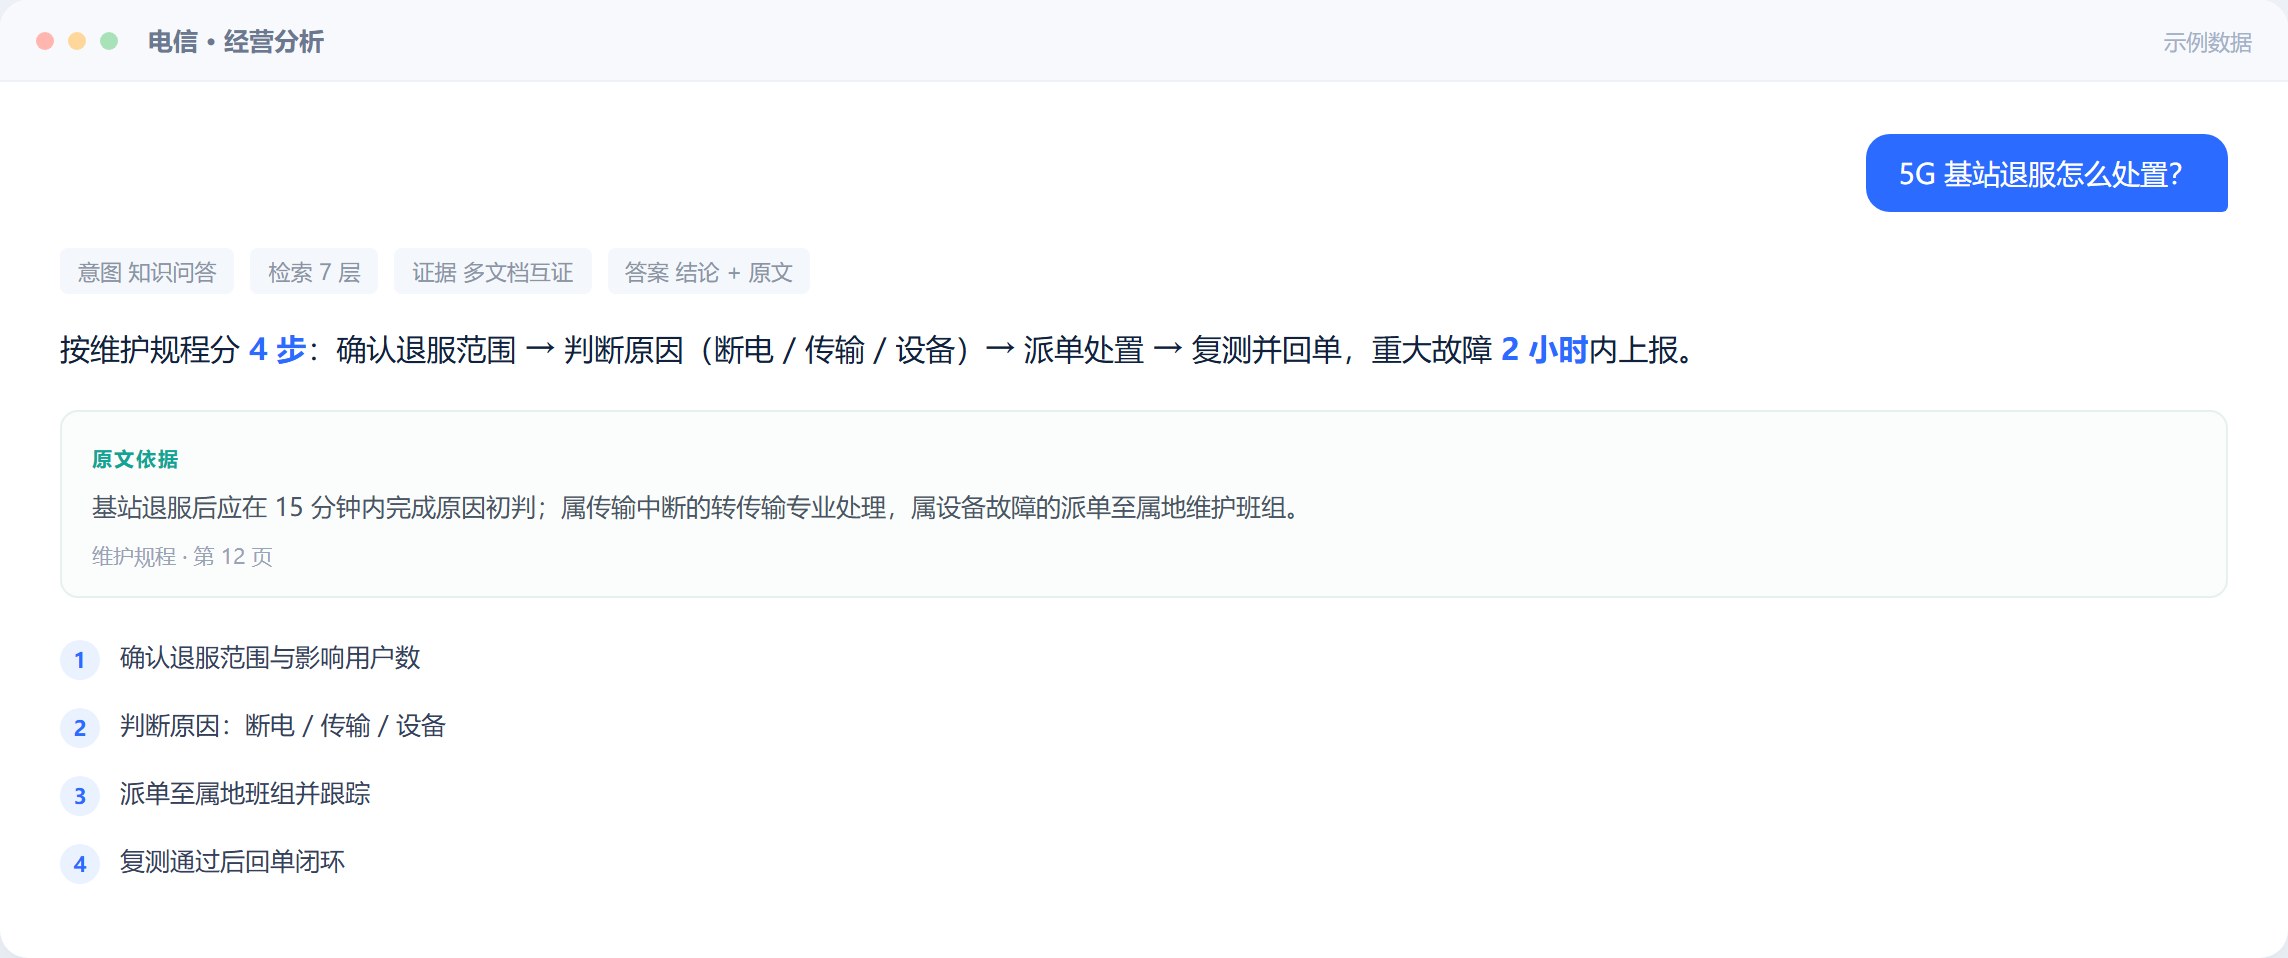 电信 • 经营分析
示例数据
5G 基站退服怎么处置？
意图 知识问答
检索 7 层
证据 多文档互证
答案 结论 + 原文
按维护规程分 4 步：确认退服范围 → 判断原因（断电 / 传输 / 设备）→ 派单处置 → 复测并回单，重大故障 2 小时内上报。
原文依据
基站退服后应在 15 分钟内完成原因初判；属传输中断的转传输专业处理，属设备故障的派单至属地维护班组。
维护规程 · 第 12 页
1 确认退服范围与影响用户数
2 判断原因：断电 / 传输 / 设备
3 派单至属地班组并跟踪
4 复测通过后回单闭环